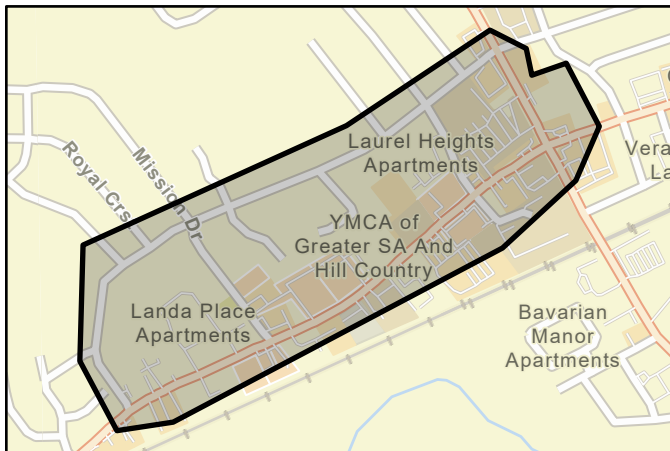 Laurel Heights
Apartments
Royal Crs
Mission Dr
YMCA of
Greater SA And
Hill Country
Landa Place
Apartments
Bavarian
Manor
Apartments